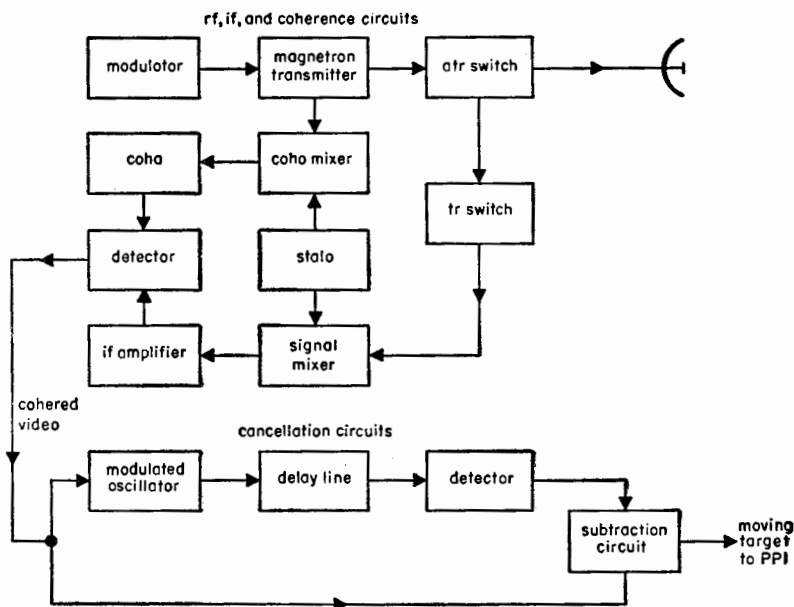 rf, if, and coherence circuits
modulator
magnetron
transmitter
atr switch
coha
coho mixer
tr switch
detector
stalo
if amplifier
signal
mixer
cohered
video
cancellation circuits
modulated
oscillator
delay line
detector
subtraction
circuit
moving
target
to PPI